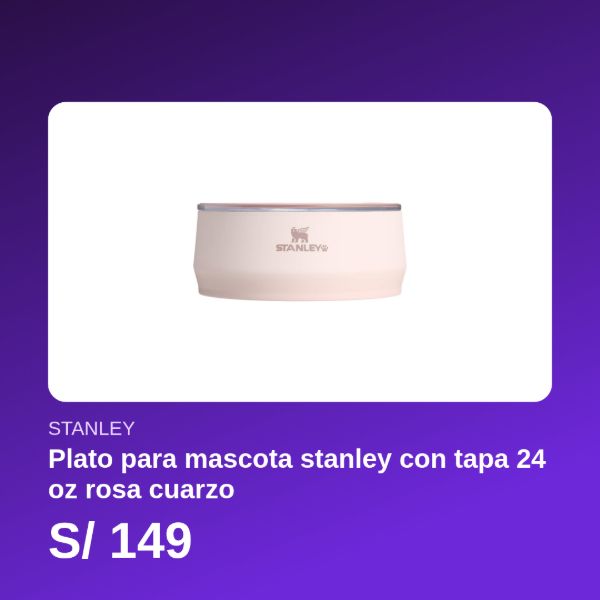 STANLEY
STANLEY
Plato para mascota stanley con tapa 24
oz rosa cuarzo
S/ 149